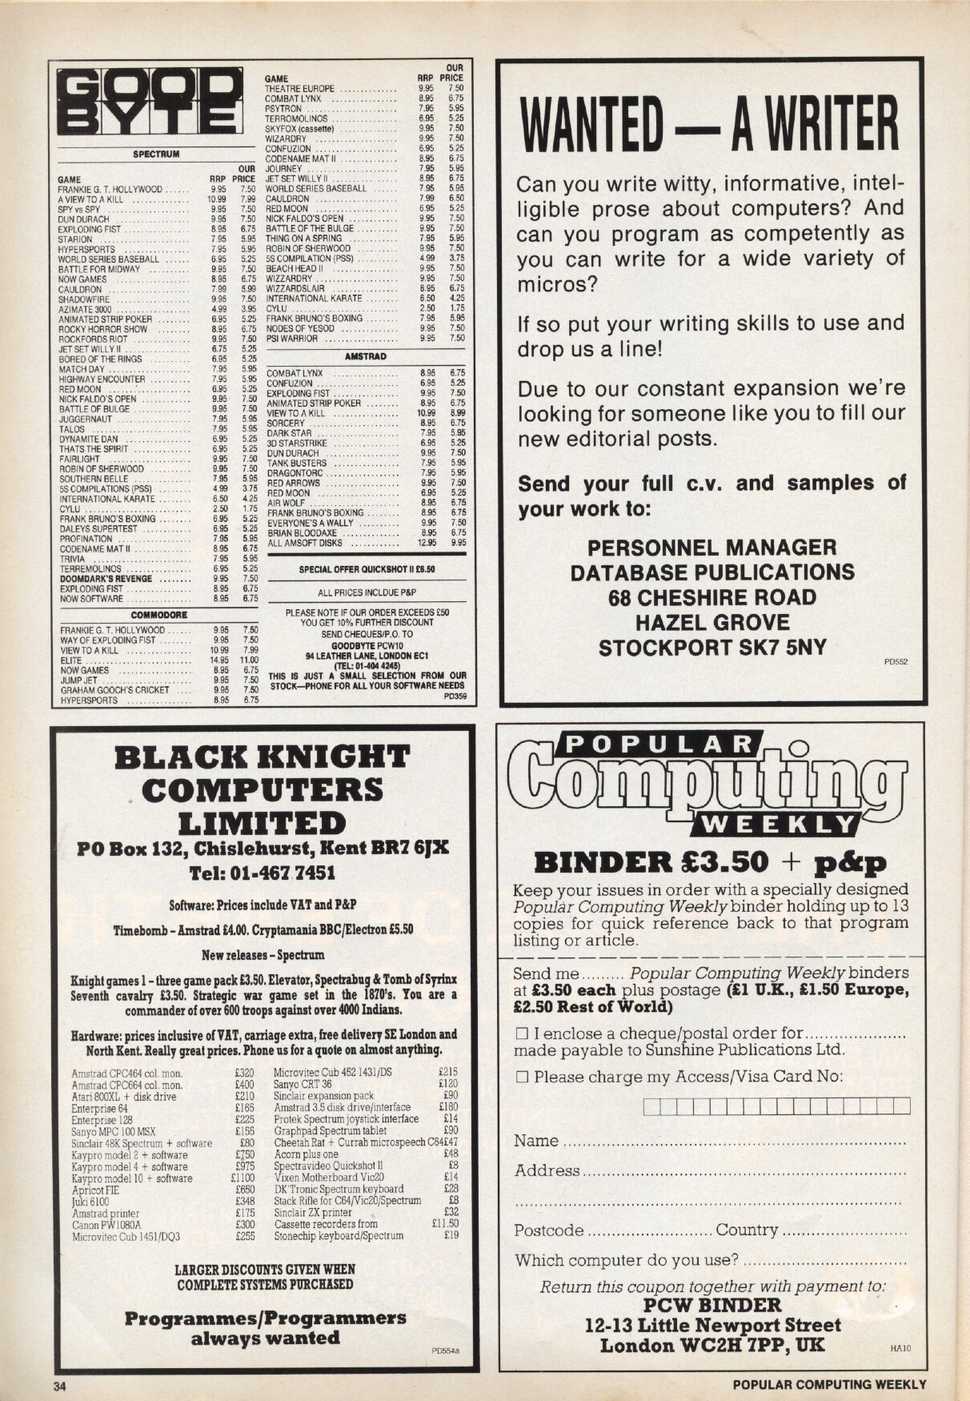 GOOD
BYTE
SPECTRUM
OUR
GAME RRP PRICE
FRANKIE G. T. HOLLYWOOD ...... 9.95 7.50
A VIEW TO A KILL ............ 10.99 7.99
SPY vs SPY .................. 9.95 7.50
DUN DURACH .................. 9.95 7.50
EXPLODING FIST .............. 8.95 6.75
STARION ..................... 7.95 5.95
HYPERSPORTS ................. 7.95 5.95
WORLD SERIES BASEBALL ....... 6.95 5.25
BATTLE FOR MIDWAY ........... 9.95 7.50
NOW GAMES ................... 8.95 6.75
CAULDRON .................... 7.99 5.99
SHADOWFIRE .................. 9.95 7.50
AZIMATE 3000 ................ 4.99 3.95
ANIMATED STRIP POKER ........ 6.95 5.25
ROCKY HORROR SHOW ........... 8.95 6.75
ROCKFORDS RIOT .............. 9.95 7.50
JET SET WILLY II ............ 6.75 5.25
BORED OF THE RINGS .......... 6.95 5.25
MATCH DAY ................... 7.95 5.95
HIGHWAY ENCOUNTER ........... 7.95 5.95
RED MOON .................... 6.95 5.25
NICK FALDO'S OPEN ........... 9.95 7.50
BATTLE OF BULGE ............. 9.95 7.50
JUGGERNAUT .................. 7.95 5.95
TALOS ....................... 7.95 5.95
DYNAMITE DAN ................ 6.95 5.25
THATS THE SPIRIT ............ 6.95 5.25
FAIRLIGHT ................... 9.95 7.50
ROBIN OF SHERWOOD ........... 9.95 7.50
SOUTHERN BELLE .............. 7.95 5.95
5S COMPILATIONS (PSS) ....... 4.99 3.75
INTERNATIONAL KARATE ........ 6.50 4.25
CYLU ........................ 2.50 1.75
FRANK BRUNO'S BOXING ........ 6.95 5.25
DALEYS SUPERTEST ............ 6.95 5.25
PROFINATION ................. 7.95 5.95
CODENAME MAT II ............. 8.95 6.75
TRIVIA ...................... 7.95 5.95
TERREMOLINOS ................ 6.95 5.25
DOOMDARK'S REVENGE .......... 9.95 7.50
EXPLODING FIST .............. 8.95 6.75
NOW SOFTWARE ................ 8.95 6.75
COMMODORE
FRANKIE G. T. HOLLYWOOD ..... 9.95 7.50
WAY OF EXPLODING FIST ....... 9.95 7.50
VIEW TO A KILL .............. 10.99 7.99
ELITE ....................... 14.95 11.00
NOW GAMES ................... 8.95 6.75
JUMP JET .................... 9.95 7.50
GRAHAM GOOCH'S CRICKET ...... 9.95 7.50
HYPERSPORTS ................. 8.95 6.75
OUR
GAME RRP PRICE
THEATRE EUROPE .............. 9.95 7.50
COMBAT LYNX ................. 8.95 6.75
PSYTRON ..................... 7.95 5.95
TERROMOLINOS ................ 6.95 5.25
SKYFOX (cassette) ........... 9.95 7.50
WIZARDRY .................... 9.95 7.50
CONFUZION ................... 6.95 5.25
CODENAME MAT II ............. 8.95 6.75
JOURNEY ..................... 7.95 5.95
JET SET WILLY II ............ 8.95 6.75
WORLD SERIES BASEBALL ....... 7.95 5.95
CAULDRON .................... 7.99 6.50
RED MOON .................... 6.95 5.25
NICK FALDO'S OPEN ........... 9.95 7.50
BATTLE OF THE BULGE ......... 9.95 7.50
THING ON A SPRING ........... 7.95 5.95
ROBIN OF SHERWOOD ........... 9.95 7.50
5S COMPILATION (PSS) ........ 4.99 3.75
BEACH HEAD II ............... 9.95 7.50
WIZZARDRY ................... 9.95 7.50
WIZZARDSLAIR ................ 8.95 6.75
INTERNATIONAL KARATE ........ 6.50 4.25
CYLU ........................ 2.50 1.75
FRANK BRUNO'S BOXING ........ 7.95 5.95
NODES OF YESOD .............. 9.95 7.50
PSI WARRIOR ................. 9.95 7.50
AMSTRAD
COMBAT LYNX ................. 8.95 6.75
CONFUZION ................... 6.95 5.25
EXPLODING FIST .............. 9.95 7.50
ANIMATED STRIP POKER ........ 8.95 6.75
VIEW TO A KILL .............. 10.99 8.99
SORCERY ..................... 8.95 6.75
DARK STAR ................... 7.95 5.95
3D STARSTRIKE ............... 6.95 5.25
DUN DURACH .................. 9.95 7.50
TANK BUSTERS ................ 7.95 5.95
DRAGONTORC .................. 7.95 5.95
RED ARROWS .................. 9.95 7.50
RED MOON .................... 6.95 5.25
AIR WOLF .................... 8.95 6.75
FRANK BRUNO'S BOXING ........ 8.95 6.75
EVERYONE'S A WALLY .......... 9.95 7.50
BRIAN BLOODAXE .............. 8.95 6.75
ALL AMSOFT DISKS ............ 12.95 9.95
SPECIAL OFFER QUICKSHOT II £8.50
ALL PRICES INCLDUE P&P
PLEASE NOTE IF OUR ORDER EXCEEDS £50
YOU GET 10% FURTHER DISCOUNT
SEND CHEQUES/P.O. TO
GOODBYTE PCW10
94 LEATHER LANE, LONDON EC1
(TEL: 01-404 4245)
THIS IS JUST A SMALL SELECTION FROM OUR
STOCK—PHONE FOR ALL YOUR SOFTWARE NEEDS
PD359
WANTED — A WRITER
Can you write witty, informative, intel-
ligible prose about computers? And
can you program as competently as
you can write for a wide variety of
micros?
If so put your writing skills to use and
drop us a line!
Due to our constant expansion we're
looking for someone like you to fill our
new editorial posts.
Send your full c.v. and samples of
your work to:
PERSONNEL MANAGER
DATABASE PUBLICATIONS
68 CHESHIRE ROAD
HAZEL GROVE
STOCKPORT SK7 5NY
PD552
BLACK KNIGHT
COMPUTERS
LIMITED
PO Box 132, Chislehurst, Kent BR7 6JX
Tel: 01-467 7451
Software: Prices include VAT and P&P
Timebomb – Amstrad £4.00. Cryptamania BBC/Electron £5.50
New releases – Spectrum
Knight games 1 – three game pack £3.50. Elevator, Spectrabug & Tomb of Syrinx
Seventh cavalry £3.50. Strategic war game set in the 1870's. You are a
commander of over 600 troops against over 4000 Indians.
Hardware: prices inclusive of VAT, carriage extra, free delivery SE London and
North Kent. Really great prices. Phone us for a quote on almost anything.
Amstrad CPC464 col. mon. £320
Amstrad CPC664 col. mon. £400
Atari 800XL + disk drive £210
Enterprise 64 £165
Enterprise 128 £225
Sanyo MPC 100 MSX £155
Sinclair 48K Spectrum + software £80
Kaypro model 2 + software £750
Kaypro model 4 + software £975
Kaypro model 10 + software £1100
Apricot FIE £650
Juki 6100 £348
Amstrad printer £175
Canon PW1080A £300
Microvitec Cub 1451/DQ3 £255
Microvitec Cub 452 1431/DS £215
Sanyo CRT 36 £120
Sinclair expansion pack £90
Amstrad 3.5 disk drive/interface £180
Protek Spectrum joystick interface £14
Graphpad Spectrum tablet £90
Cheetah Rat + Currah microspeech C64£47
Acorn plus one £48
Spectravideo Quickshot II £8
Vixen Motherboard Vic20 £14
DK'Tronic Spectrum keyboard £28
Stack Rifle for C64/Vic20/Spectrum £8
Sinclair ZX printer £32
Cassette recorders from £11.50
Stonechip keyboard/Spectrum £19
LARGER DISCOUNTS GIVEN WHEN
COMPLETE SYSTEMS PURCHASED
Programmes/Programmers
always wanted
PD554a
POPULAR
Computing
WEEKLY
BINDER £3.50 + p&p
Keep your issues in order with a specially designed
Popular Computing Weekly binder holding up to 13
copies for quick reference back to that program
listing or article.
Send me......... Popular Computing Weekly binders
at £3.50 each plus postage (£1 U.K., £1.50 Europe,
£2.50 Rest of World)
☐ I enclose a cheque/postal order for.....................
made payable to Sunshine Publications Ltd.
☐ Please charge my Access/Visa Card No:
Name ......................................................
Address ...................................................
Postcode ......................... Country .........................
Which computer do you use? ..................................
Return this coupon together with payment to:
PCW BINDER
12-13 Little Newport Street
London WC2H 7PP, UK
HA10
34
POPULAR COMPUTING WEEKLY